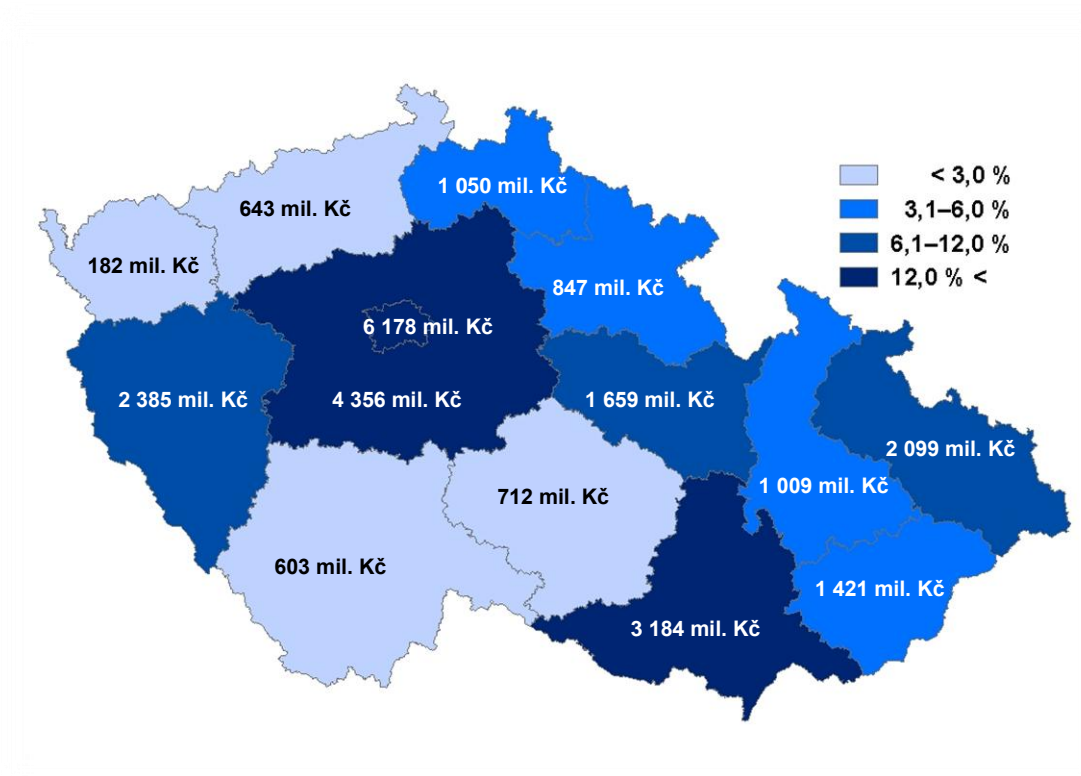 1 050 mil. Kč
643 mil. Kč
182 mil. Kč
847 mil. Kč
6 178 mil. Kč
2 385 mil. Kč
4 356 mil. Kč
1 659 mil. Kč
2 099 mil. Kč
1 009 mil. Kč
712 mil. Kč
603 mil. Kč
1 421 mil. Kč
3 184 mil. Kč
< 3,0 %
3,1–6,0 %
6,1–12,0 %
12,0 % <